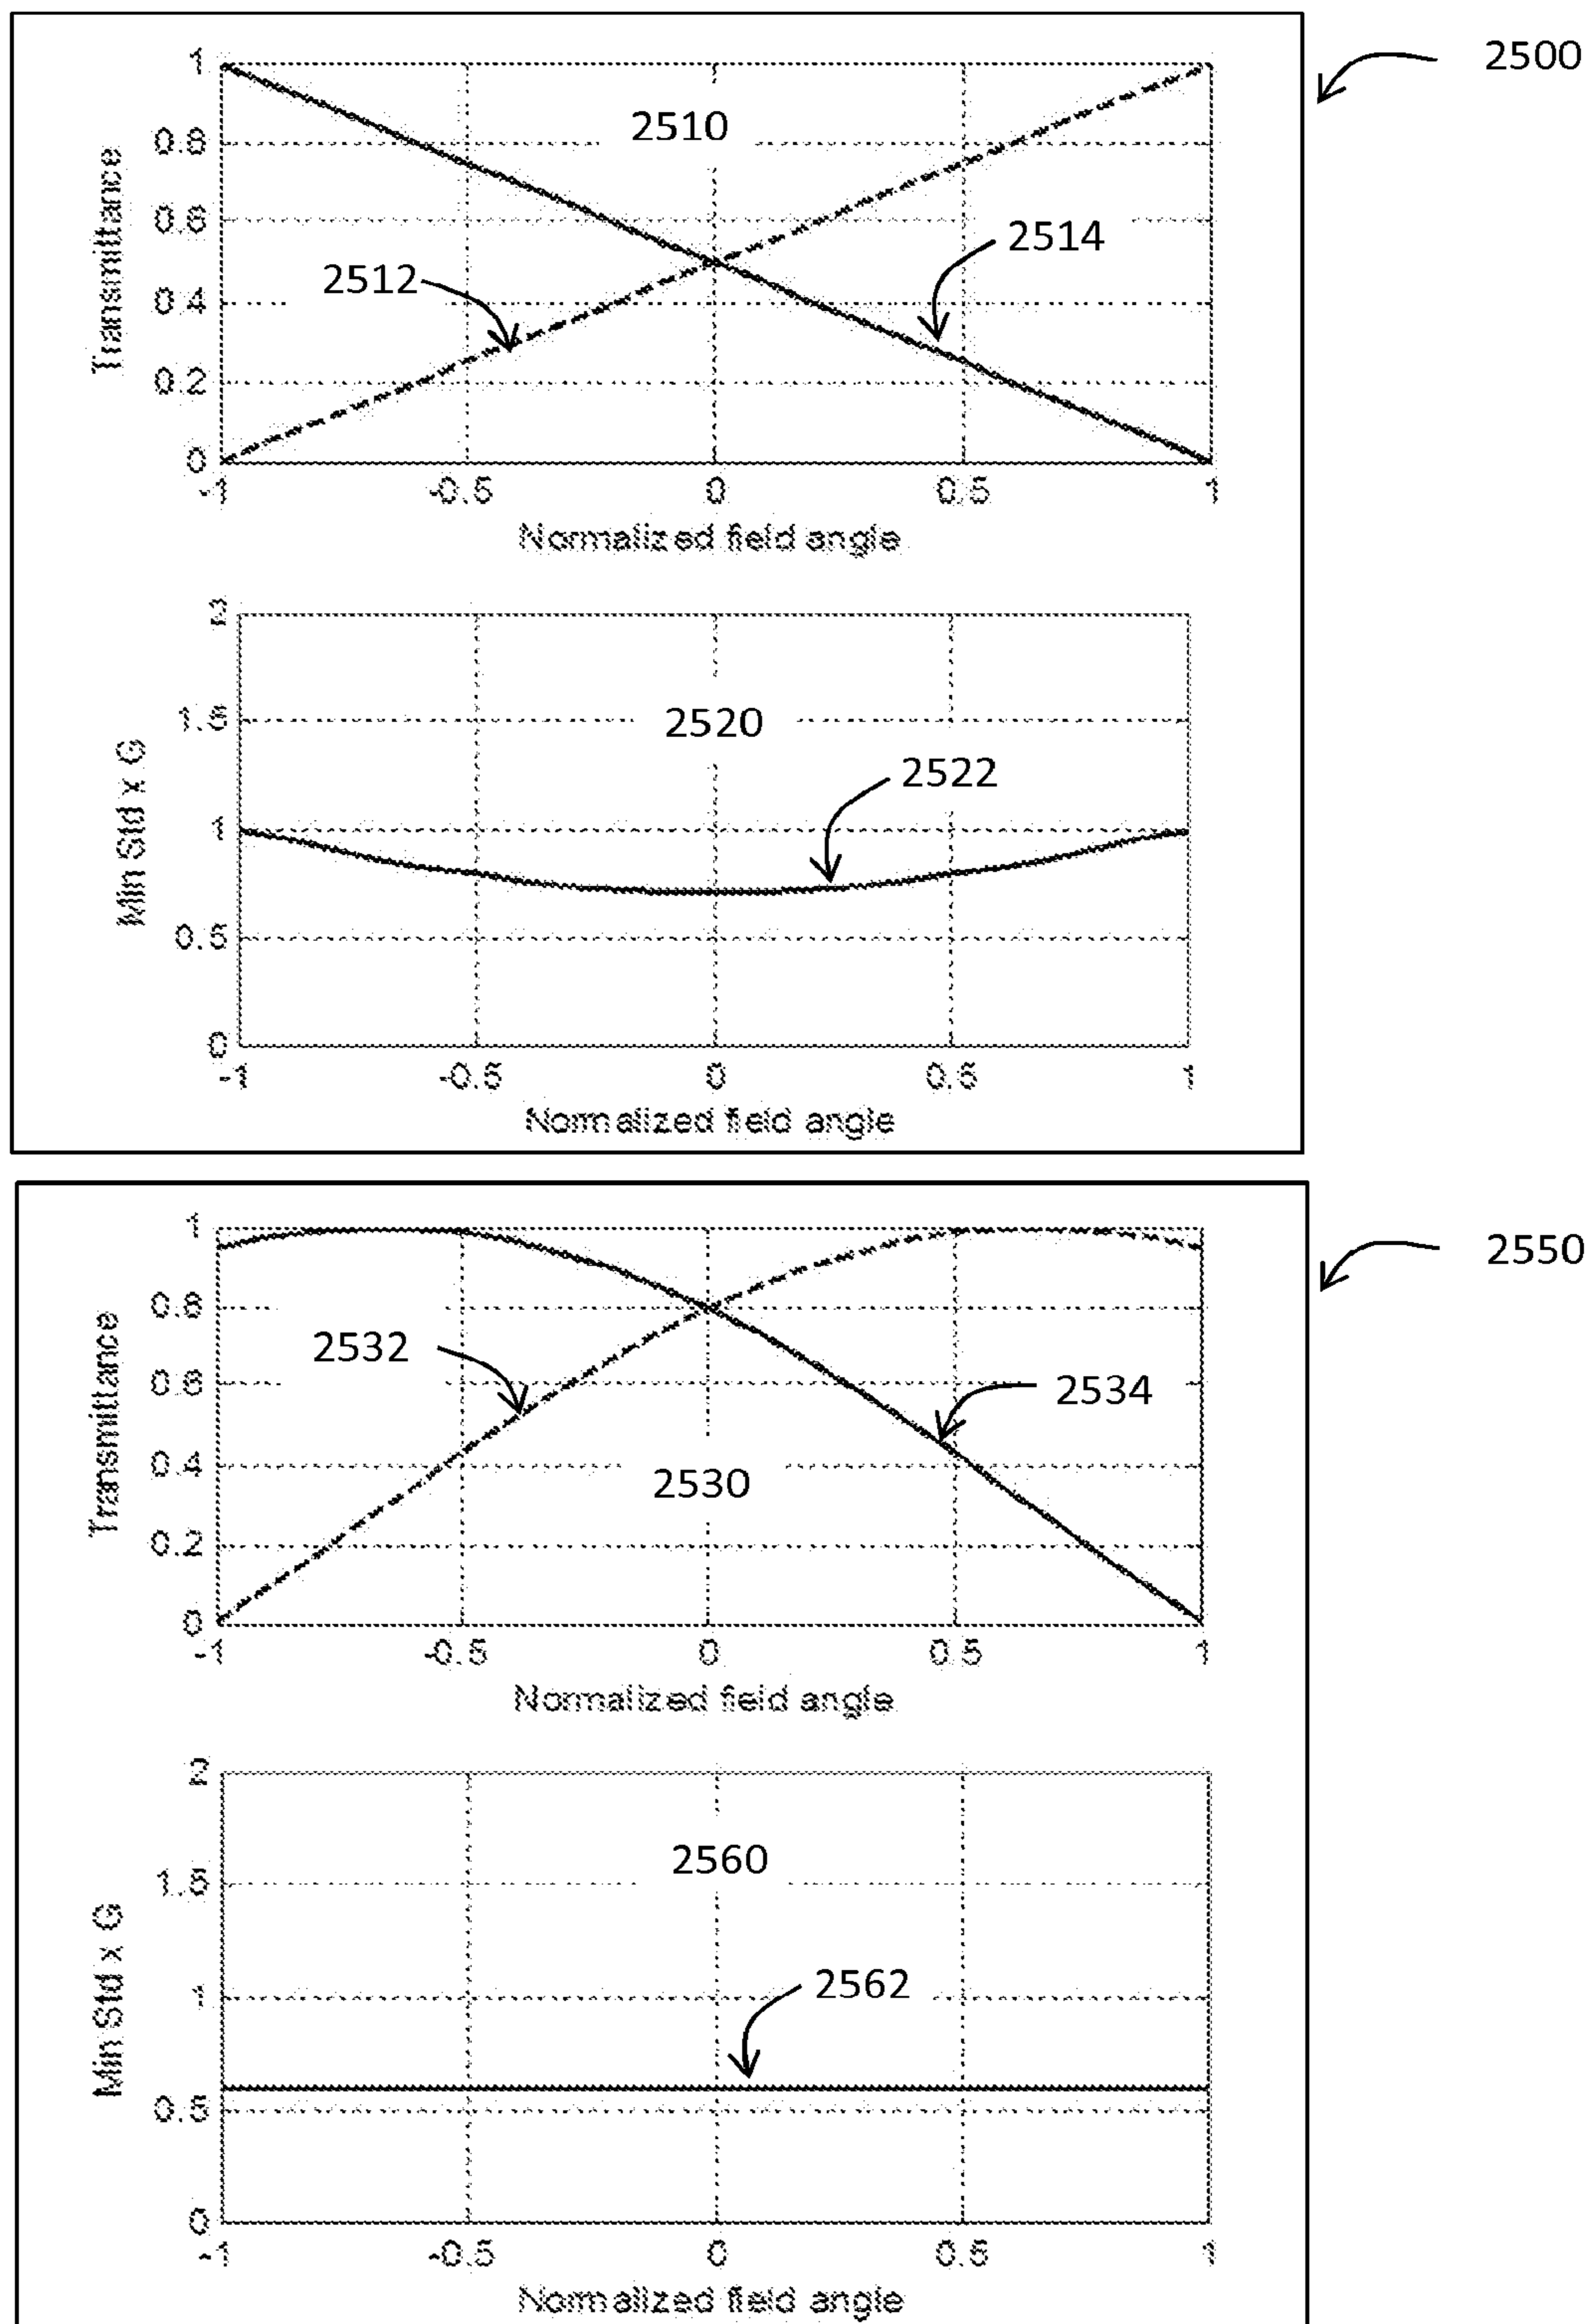 2500
1
0.8
0.6
0.4
0.2
0
Transmittance
2510
2512
2514
-1 -0.5 0 0.5 1
Normalized field angle
2
1.5
1
0.5
0
Min Std x G
2520
2522
-1 -0.5 0 0.5 1
Normalized field angle
2550
1
0.8
0.6
0.4
0.2
0
Transmittance
2532
2534
2530
-1 -0.5 0 0.5 1
Normalized field angle
2
1.5
1
0.5
0
Min Std x G
2560
2562
-1 -0.5 0 0.5 1
Normalized field angle